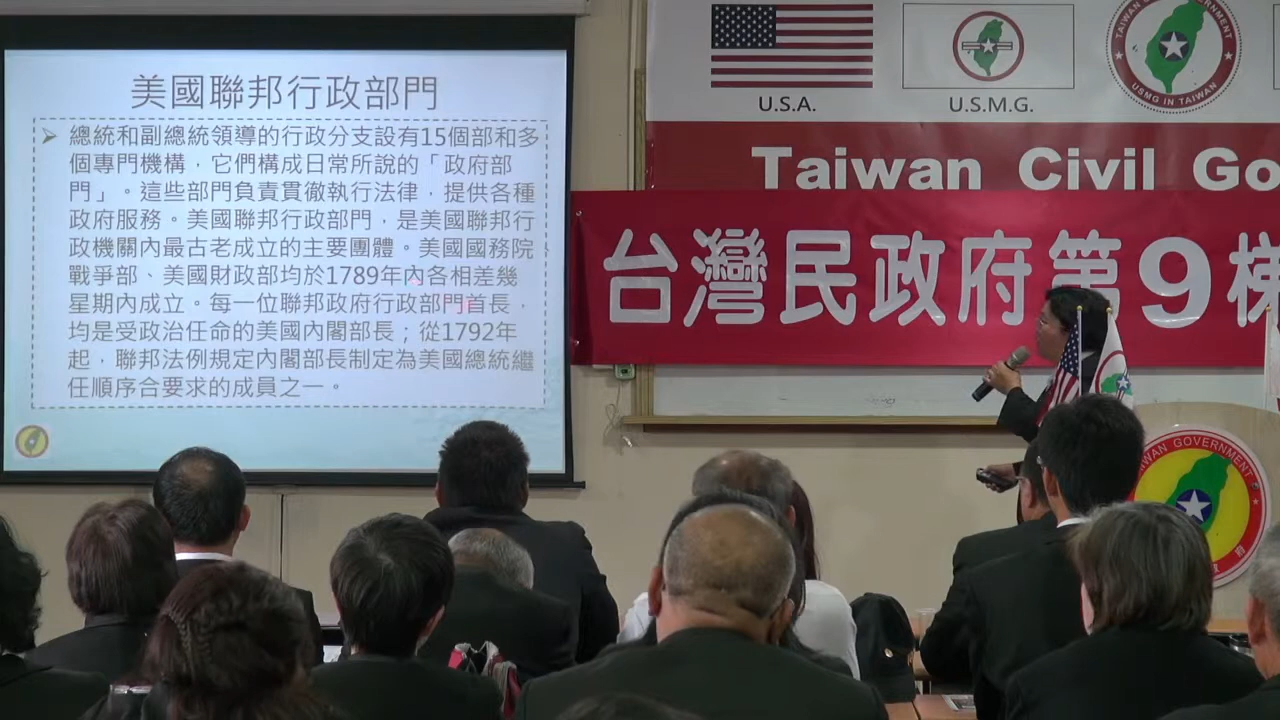 美國聯邦行政部門
➢ 總統和副總統領導的行政分支設有15個部和多
個專門機構，它們構成日常所說的「政府部
門」。這些部門負責貫徹執行法律，提供各種
政府服務。美國聯邦行政部門，是美國聯邦行
政機關內最古老成立的主要團體。美國國務院
戰爭部、美國財政部均於1789年內各相差幾
星期內成立。每一位聯邦政府行政部門首長，
均是受政治任命的美國內閣部長；從1792年
起，聯邦法例規定內閣部長制定為美國總統繼
任順序合要求的成員之一。
U.S.A.
U.S.M.G.
TAIWAN GOVERNMENT
USMG IN TAIWAN
Taiwan Civil Go
台灣民政府第9梯
TAIWAN GOVERNMENT